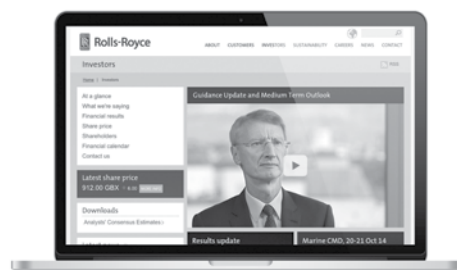 Rolls-Royce
ABOUT CUSTOMERS INVESTORS SUSTAINABILITY CAREERS NEWS CONTACT
Investors
Home | Investors
At a glance
What we're saying
Financial results
Share price
Shareholders
Financial calendar
Contact us
Guidance Update and Medium Term Outlook
Latest share price
912.00 GBX
Downloads
Analysts' Consensus Estimates
Results update
Marine CMD, 20-21 Oct 14